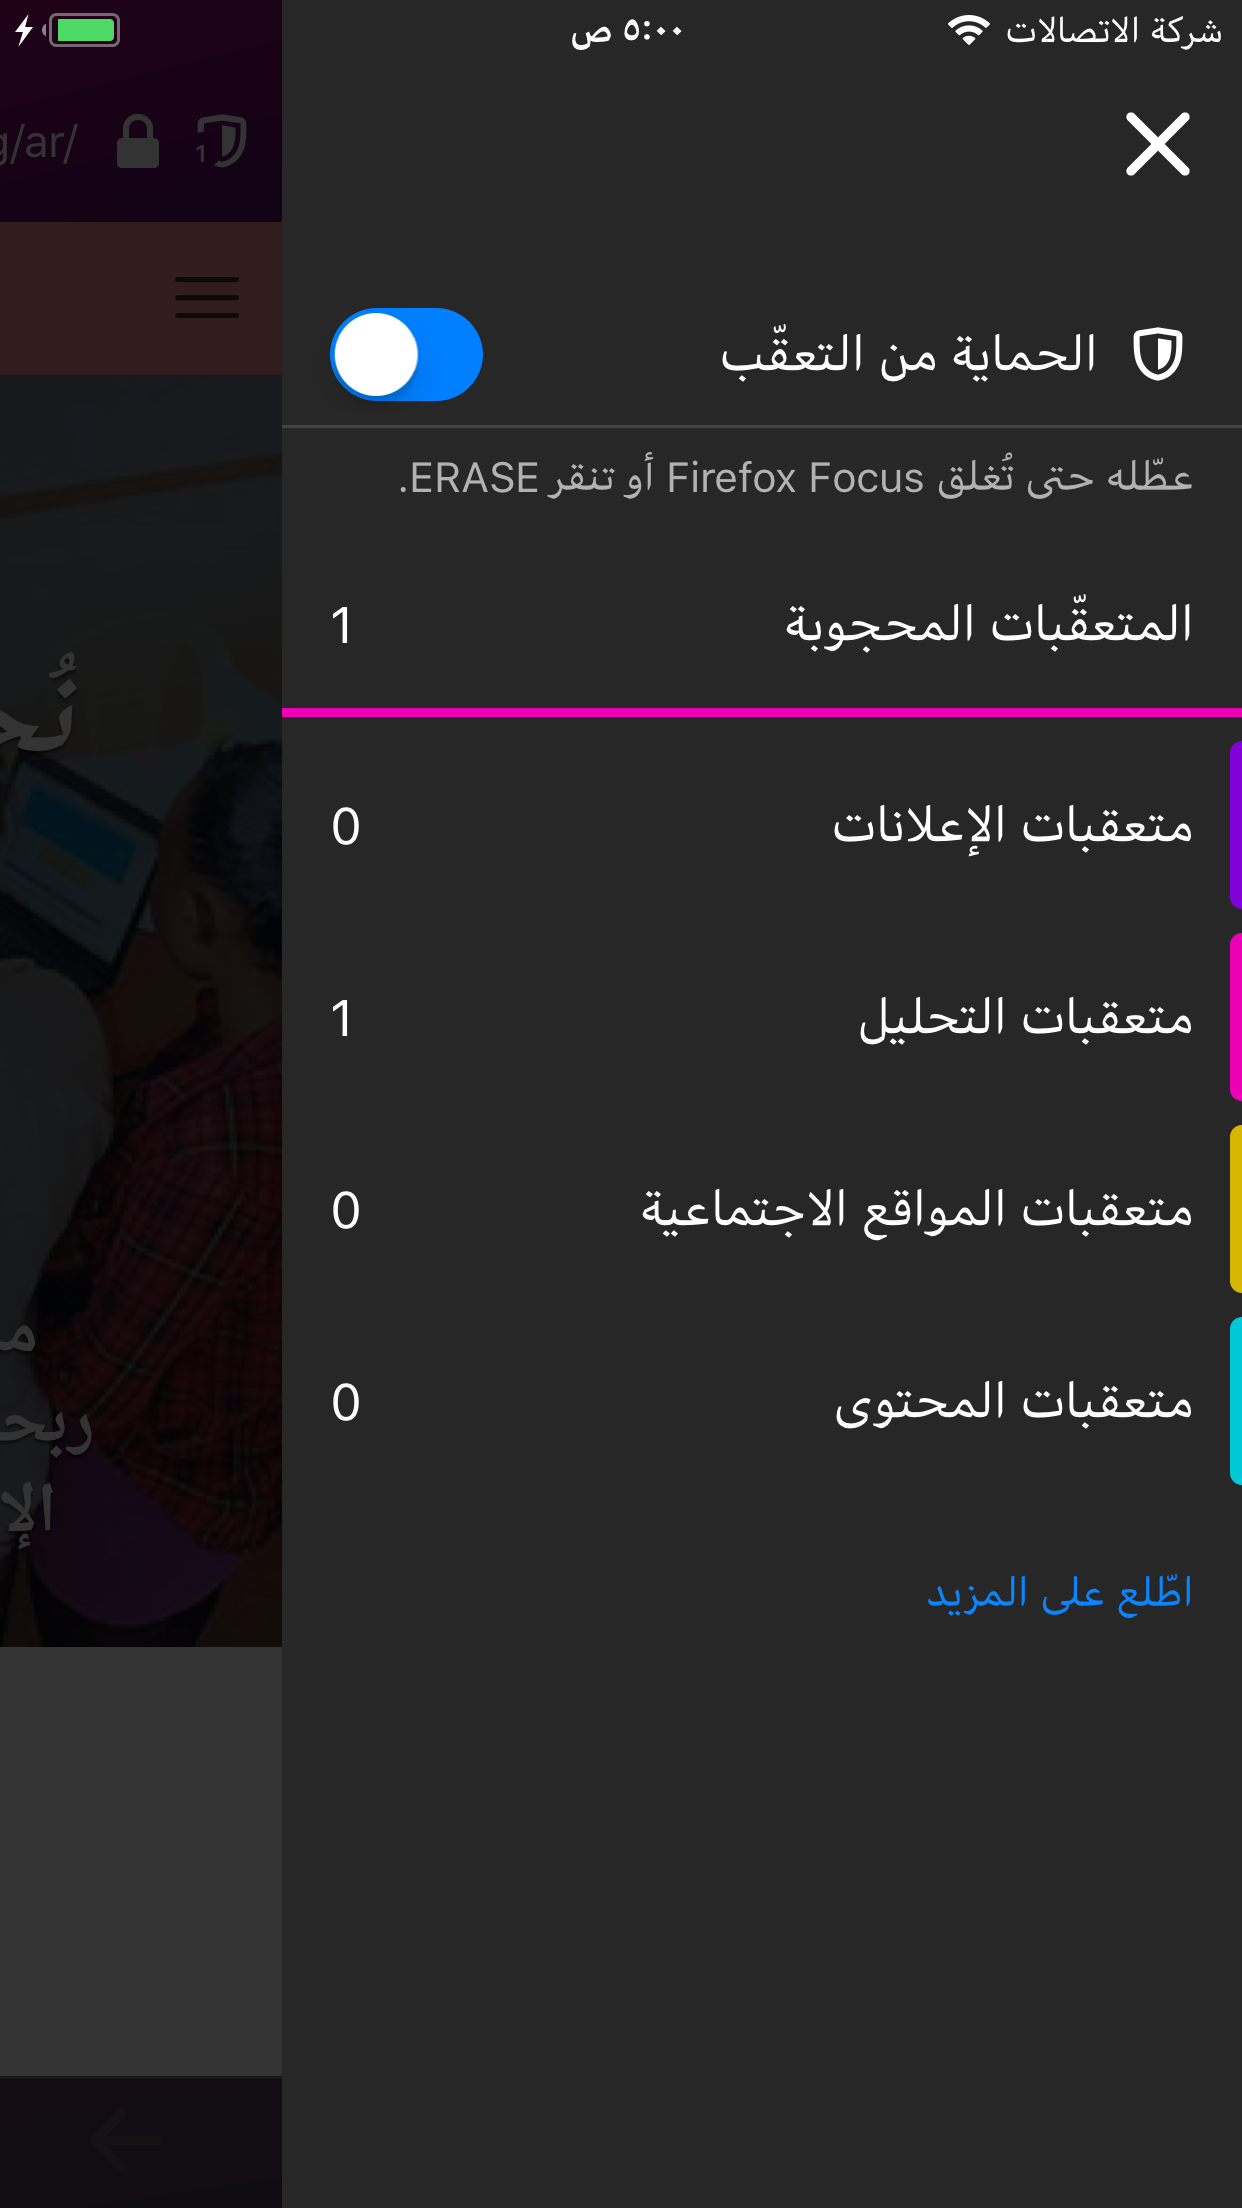 شركة الاتصالات
٥:٠٠ ص
g/ar/
1
الحماية من التعقّب
عطّله حتى تُغلق Firefox Focus أو تنقر ERASE.
المتعقّبات المحجوبة 1
متعقبات الإعلانات 0
متعقبات التحليل 1
متعقبات المواقع الاجتماعية 0
متعقبات المحتوى 0
اطّلع على المزيد